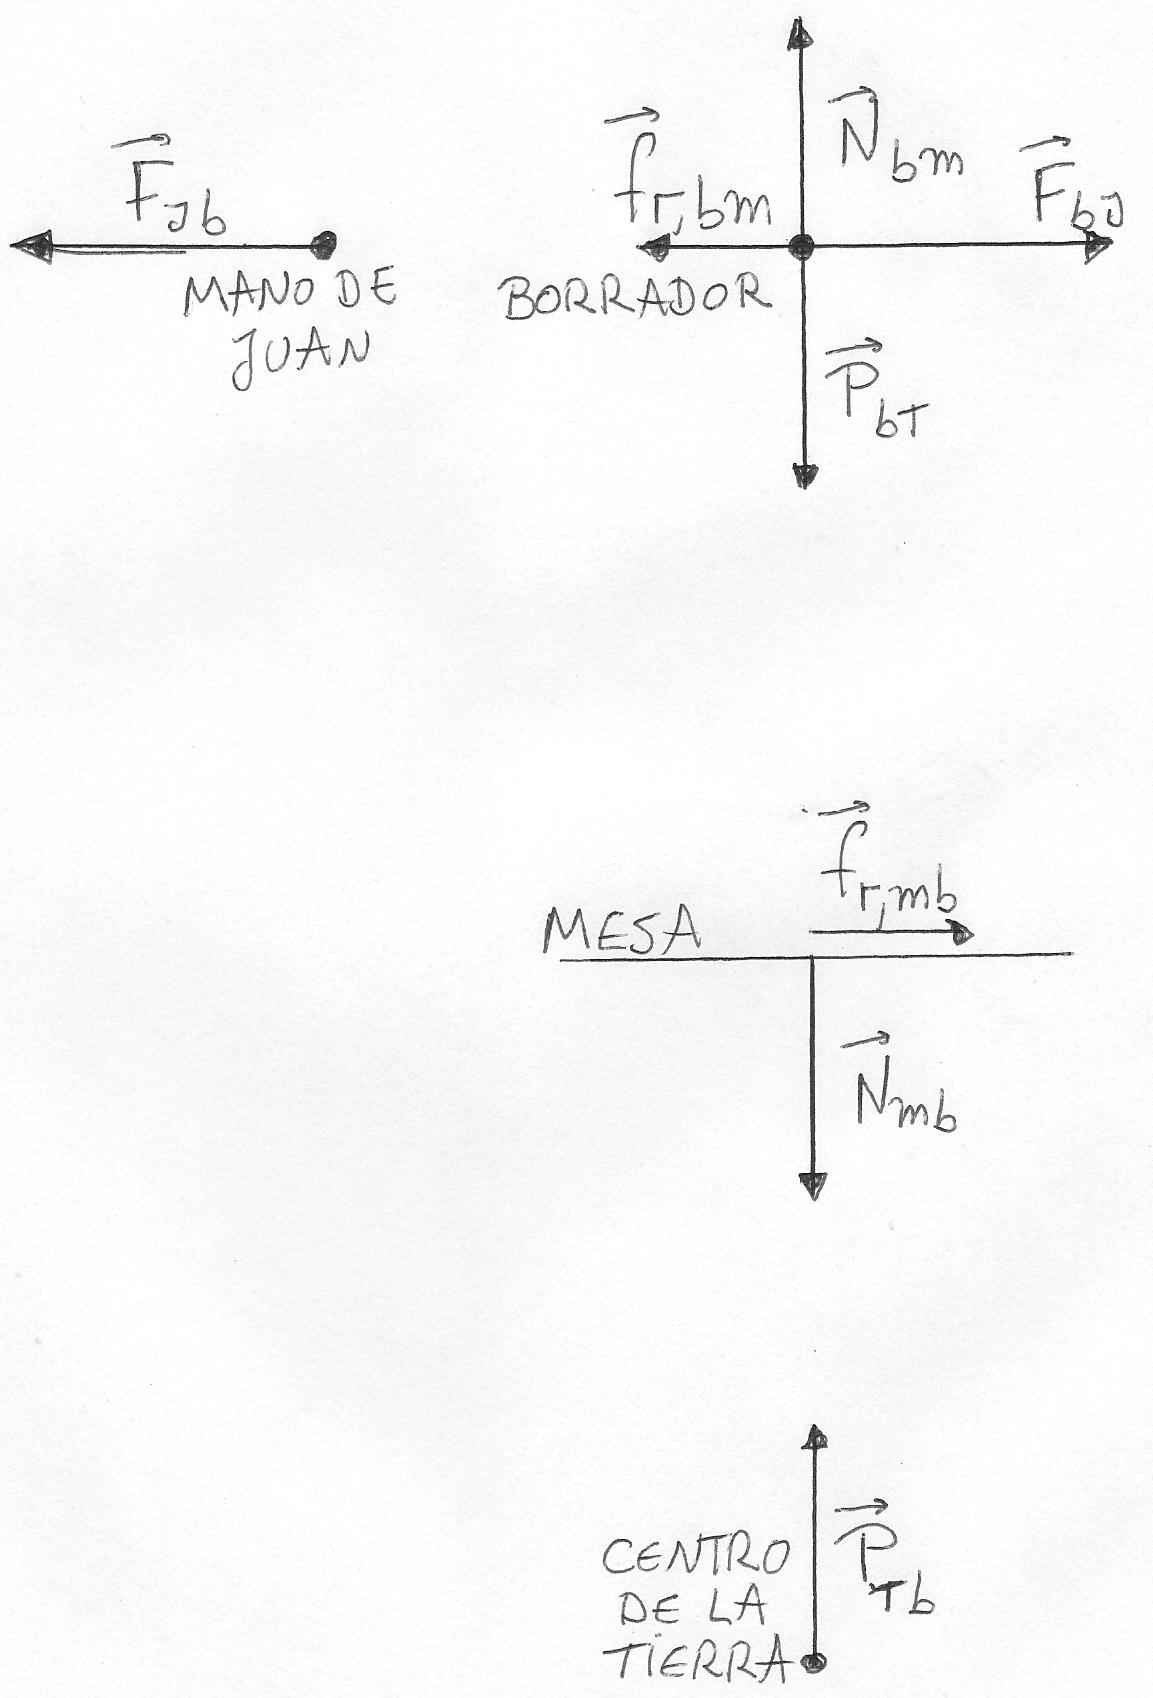 N⃗bm
f⃗r,bm
F⃗bJ
F⃗Jb
MANO DE
JUAN
BORRADOR
P⃗bT
f⃗r,mb
MESA
N⃗mb
P⃗Tb
CENTRO
DE LA
TIERRA